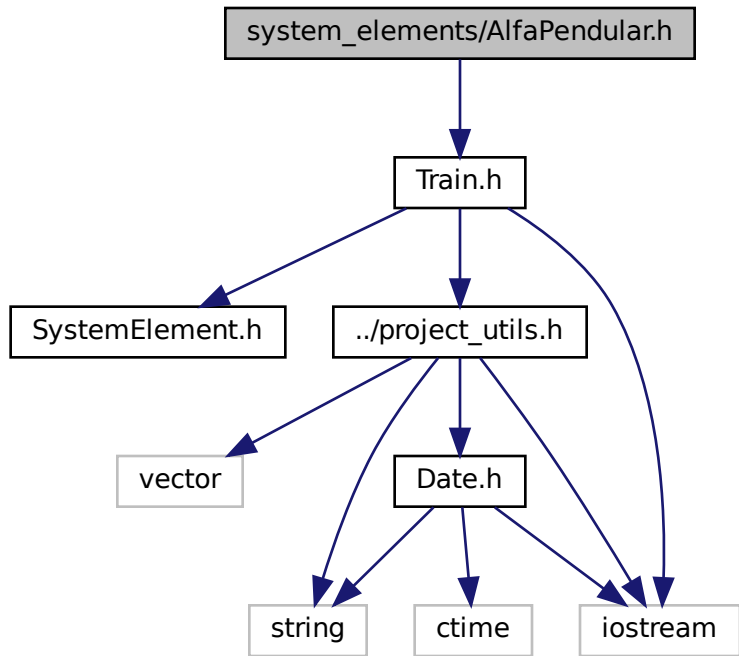 system_elements/AlfaPendular.h
Train.h
SystemElement.h
../project_utils.h
vector
Date.h
string
ctime
iostream